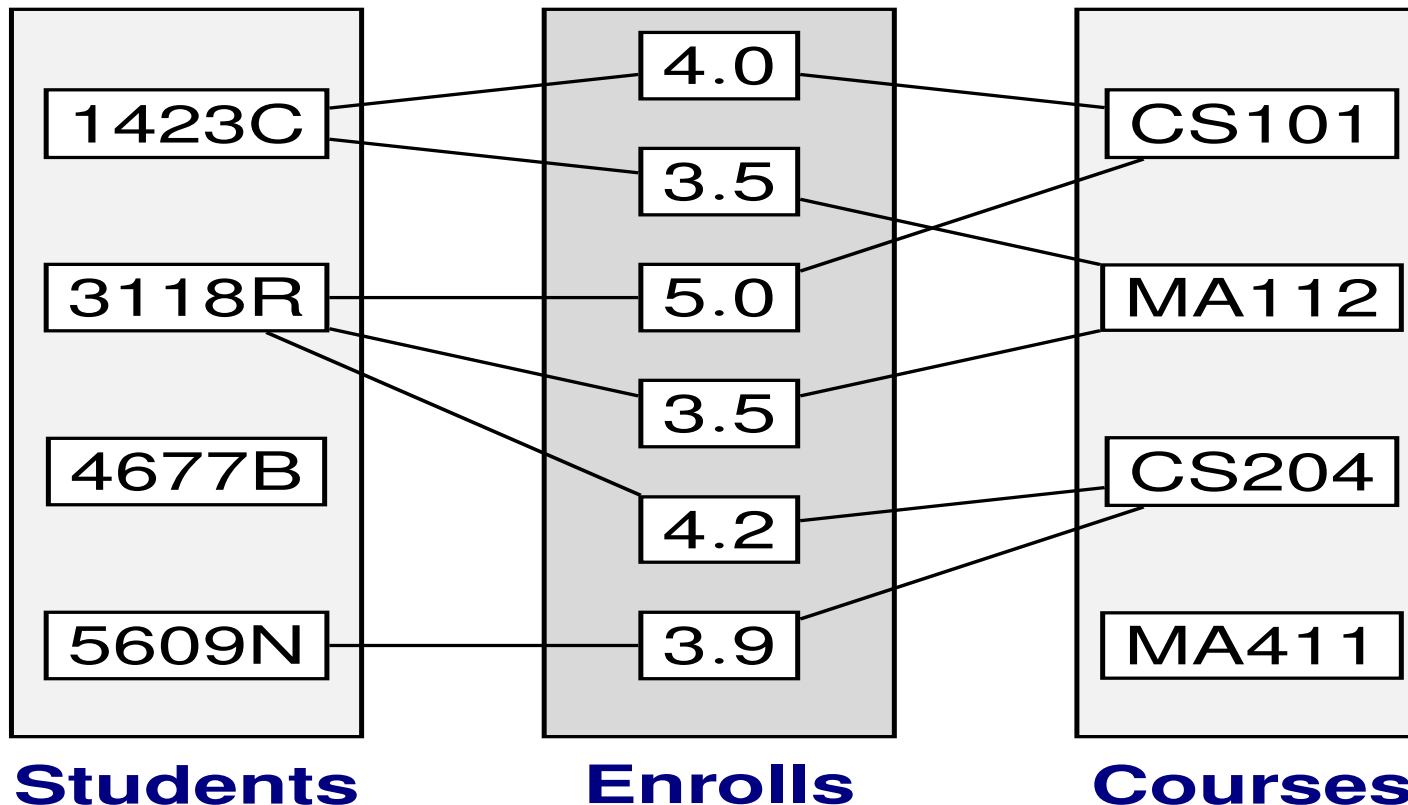 4.0
1423C
CS101
3.5
3118R
5.0
MA112
3.5
4677B
CS204
4.2
5609N
3.9
MA411
Students
Enrolls
Courses